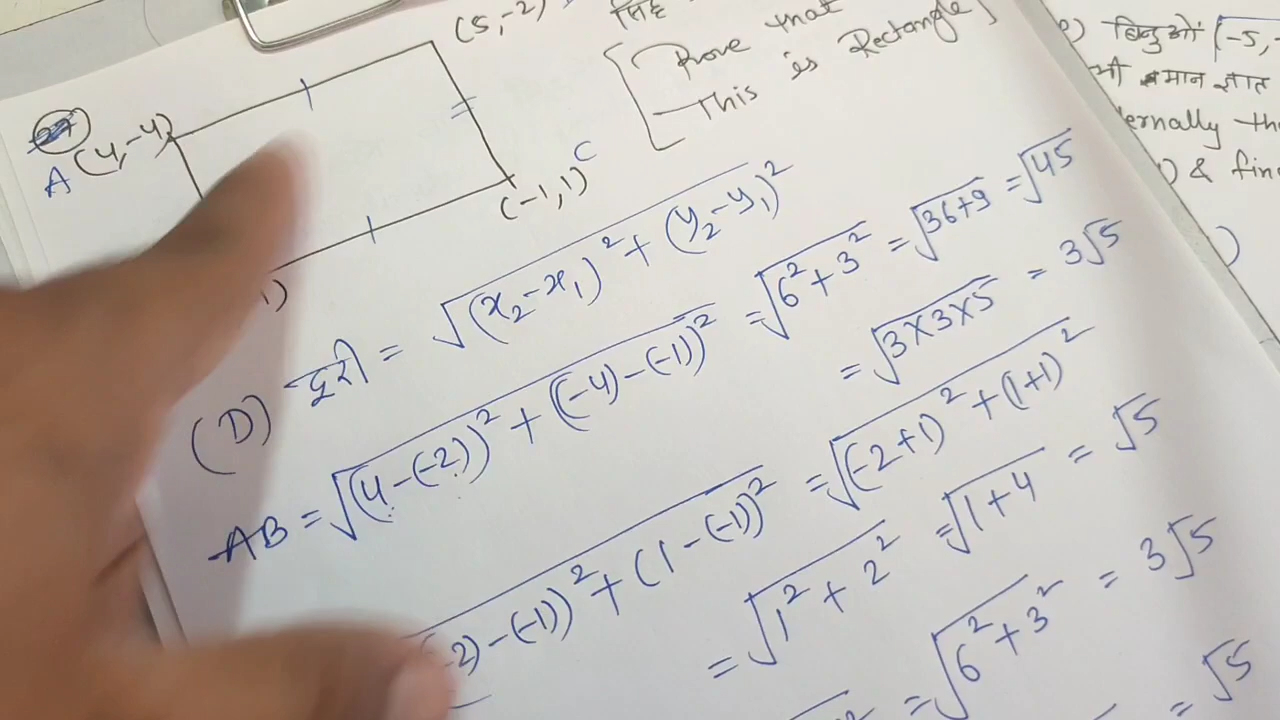 (5,-2)
सिद्ध
[Prove that
This is Rectangle]
A (4,-4)
(-1,1) C
1)
(D) दूरी = √(x₂-x₁)² + (y₂-y₁)²
AB = √(4-(-2))² + ((-4)-(-1))² = √6² + 3² = √36+9 = √45
= √3×3×5 = 3√5
2)-(-1))² + (1-(-1))² = √(-2+1)² + (1+1)²
= √1² + 2² = √1+4 = √5
= √6² + 3² = 3√5
= √5
बिन्दुओं (-5,-
मान ज्ञात
ernally the
) & fin
)